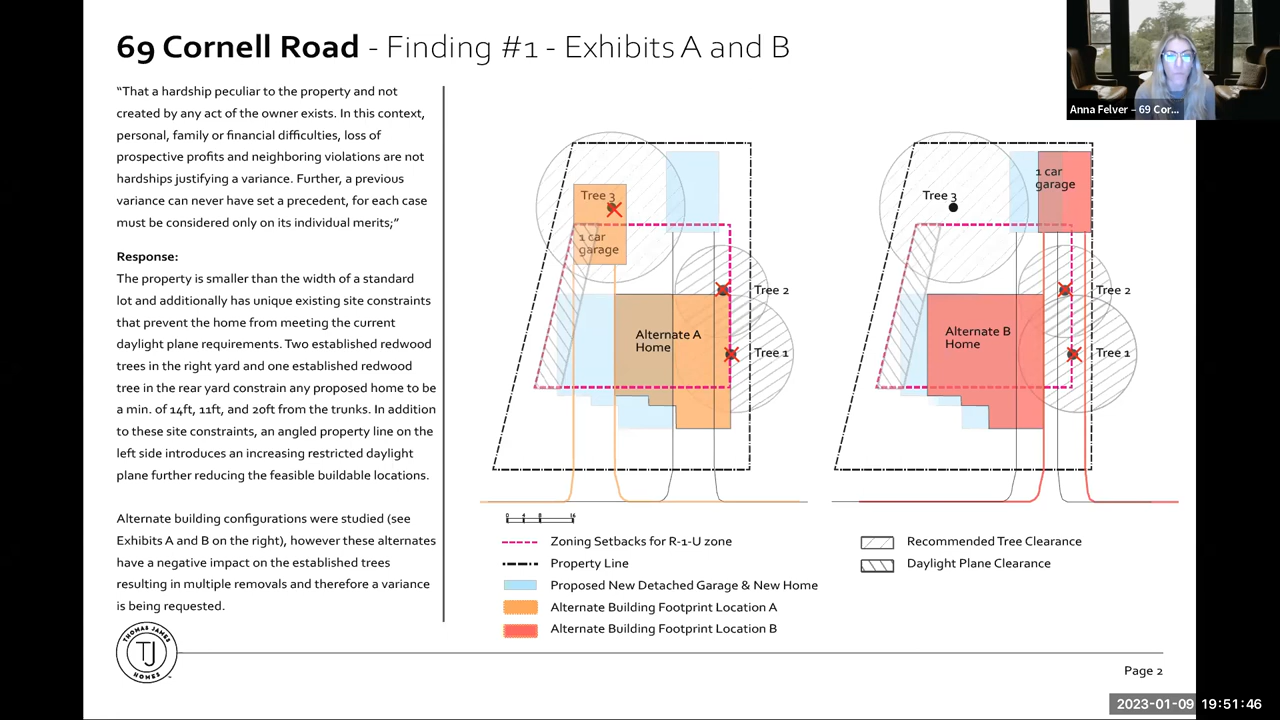 69 Cornell Road - Finding #1 - Exhibits A and B
“That a hardship peculiar to the property and not
created by any act of the owner exists. In this context,
personal, family or financial difficulties, loss of
prospective profits and neighboring violations are not
hardships justifying a variance. Further, a previous
variance can never have set a precedent, for each case
must be considered only on its individual merits;”
Response:
The property is smaller than the width of a standard
lot and additionally has unique existing site constraints
that prevent the home from meeting the current
daylight plane requirements. Two established redwood
trees in the right yard and one established redwood
tree in the rear yard constrain any proposed home to be
a min. of 14ft, 11ft, and 20ft from the trunks. In addition
to these site constraints, an angled property line on the
left side introduces an increasing restricted daylight
plane further reducing the feasible buildable locations.
Alternate building configurations were studied (see
Exhibits A and B on the right), however these alternates
have a negative impact on the established trees
resulting in multiple removals and therefore a variance
is being requested.
Tree 3
1 car
garage
Tree 2
Alternate A
Home
Tree 1
Tree 3
1 car
garage
Tree 2
Alternate B
Home
Tree 1
0 4 8 16
Zoning Setbacks for R-1-U zone
Property Line
Proposed New Detached Garage & New Home
Alternate Building Footprint Location A
Alternate Building Footprint Location B
Recommended Tree Clearance
Daylight Plane Clearance
THOMAS JAMES
TJ
HOMES
Page 2
Anna Felver – 69 Cor...
2023-01-09 19:51:46